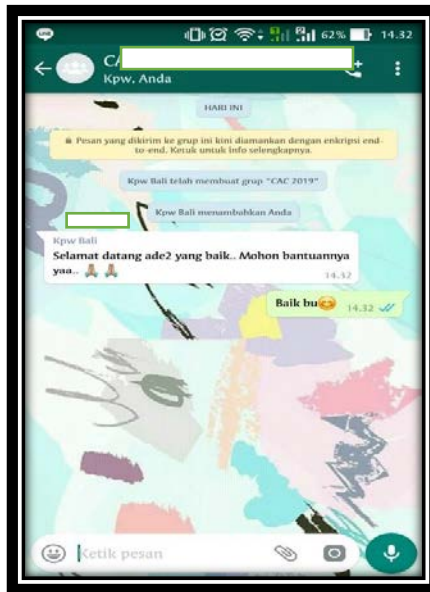 62% 14.32
CA
Kpw, Anda
HARI INI
Pesan yang dikirim ke grup ini kini diamankan dengan enkripsi end-
to-end. Ketuk untuk info selengkapnya.
Kpw Bali telah membuat grup "CAC 2019"
Kpw Bali menambahkan Anda
Kpw Bali
Selamat datang ade2 yang baik.. Mohon bantuannya
yaa.. 🙏🙏
14.32
Baik bu😊 14.32
Ketik pesan